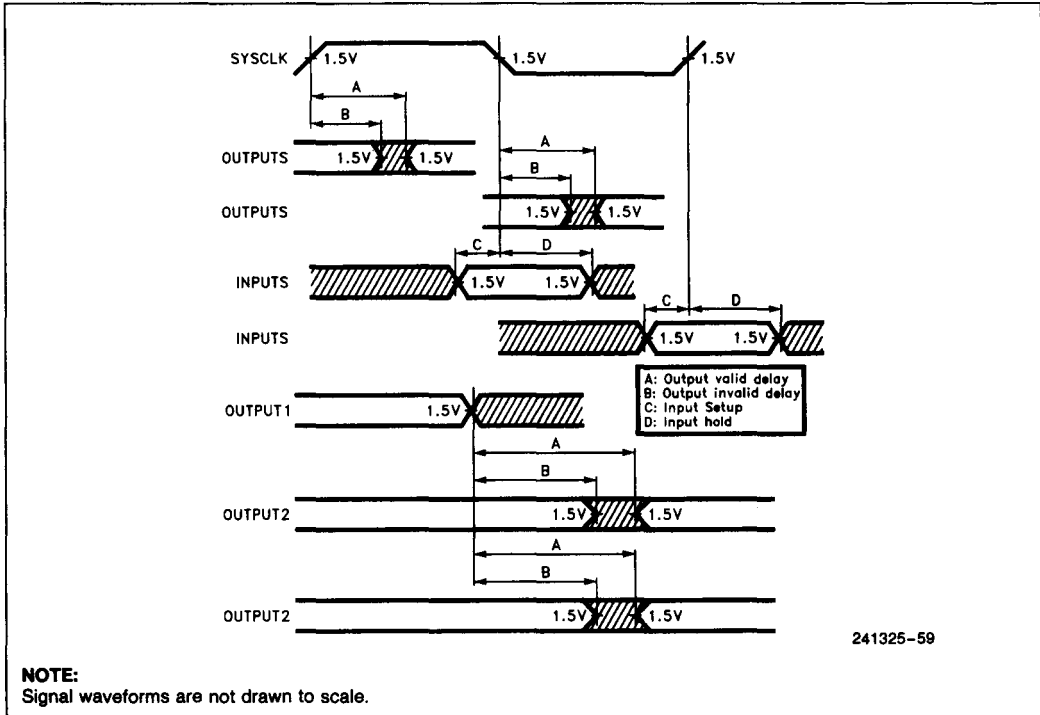 SYSCLK 1.5V 1.5V 1.5V
A
B
OUTPUTS 1.5V 1.5V
A
B
OUTPUTS 1.5V 1.5V
C D
INPUTS 1.5V 1.5V
C D
INPUTS 1.5V 1.5V
A: Output valid delay
B: Output invalid delay
C: Input Setup
D: Input hold
OUTPUT1 1.5V
A
B
OUTPUT2 1.5V 1.5V
A
B
OUTPUT2 1.5V 1.5V
241325-59
NOTE:
Signal waveforms are not drawn to scale.